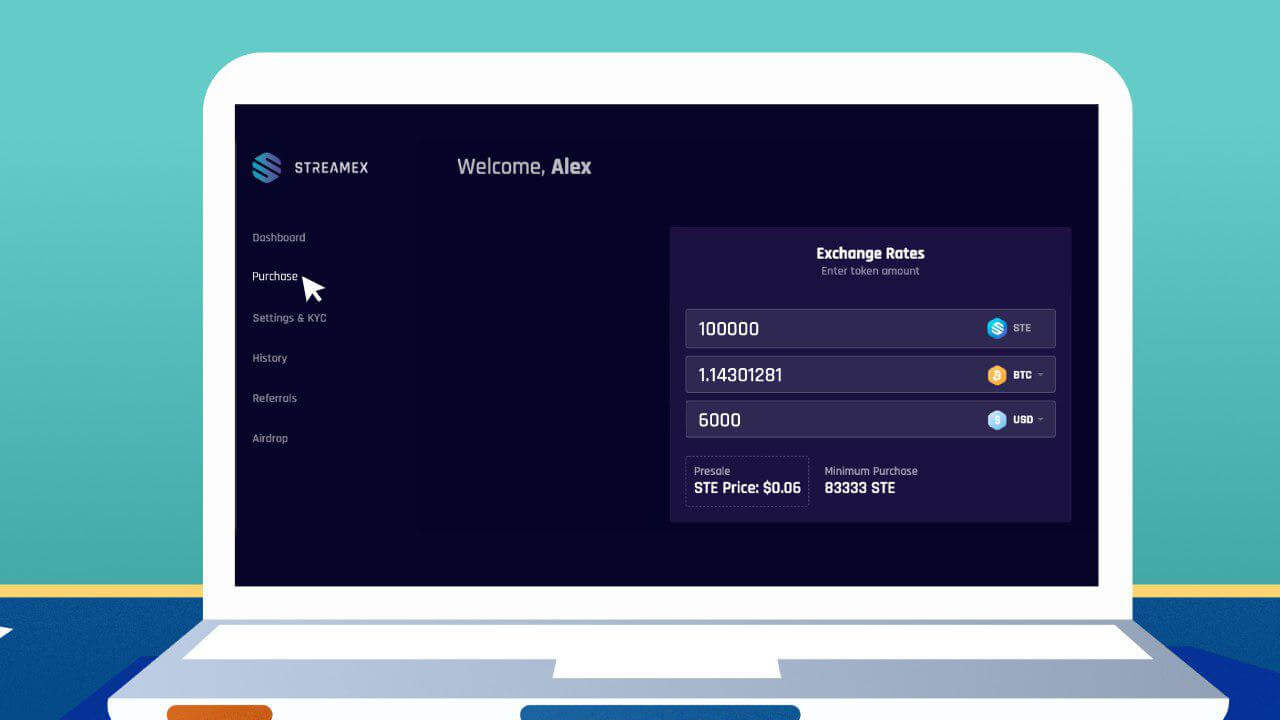 STREAMEX
Welcome, Alex
Dashboard
Purchase
Settings & KYC
History
Referrals
Airdrop
Exchange Rates
Enter token amount
100000 STE
1.14301281 BTC
6000 USD
Presale
STE Price: $0.06
Minimum Purchase
83333 STE